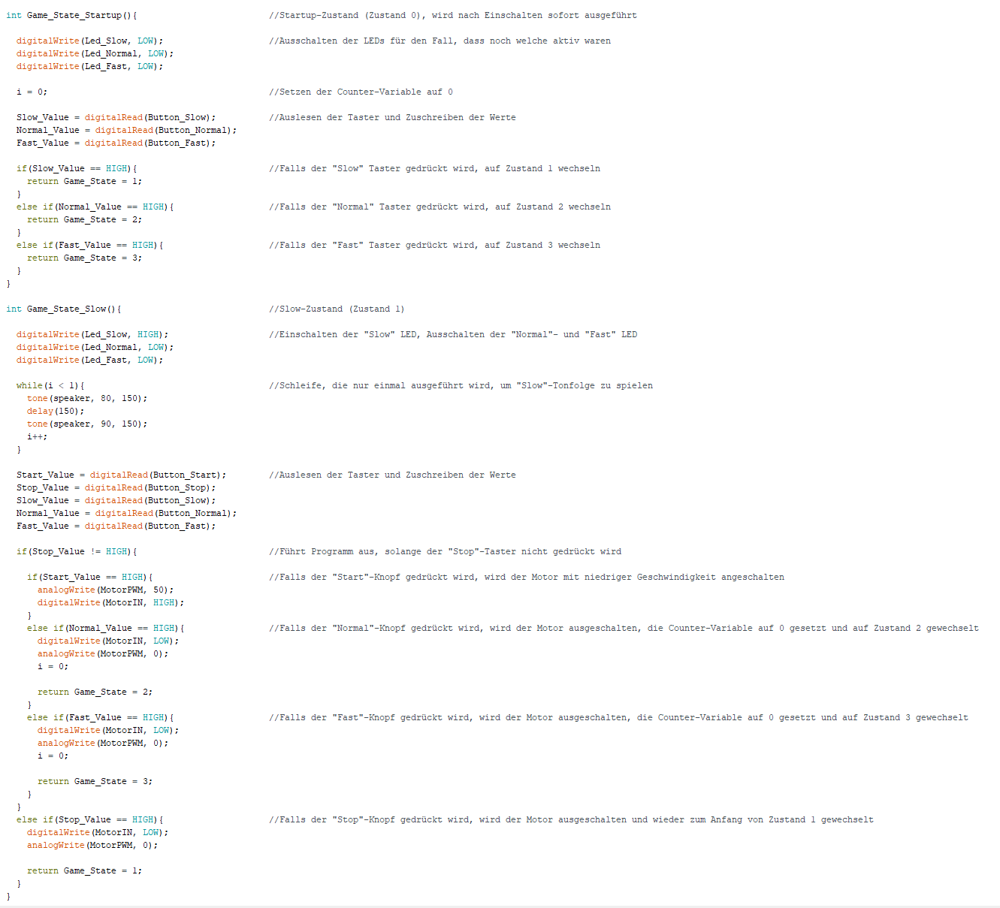 int Game_State_Startup(){ //Startup-Zustand (Zustand 0), wird nach Einschalten sofort ausgeführt
digitalWrite(Led_Slow, LOW); //Ausschalten der LEDs für den Fall, dass noch welche aktiv waren
digitalWrite(Led_Normal, LOW);
digitalWrite(Led_Fast, LOW);
i = 0; //Setzen der Counter-Variable auf 0
Slow_Value = digitalRead(Button_Slow); //Auslesen der Taster und Zuschreiben der Werte
Normal_Value = digitalRead(Button_Normal);
Fast_Value = digitalRead(Button_Fast);
if(Slow_Value == HIGH){ //Falls der "Slow" Taster gedrückt wird, auf Zustand 1 wechseln
return Game_State = 1;
}
else if(Normal_Value == HIGH){ //Falls der "Normal" Taster gedrückt wird, auf Zustand 2 wechseln
return Game_State = 2;
}
else if(Fast_Value == HIGH){ //Falls der "Fast" Taster gedrückt wird, auf Zustand 3 wechseln
return Game_State = 3;
}
}
int Game_State_Slow(){ //Slow-Zustand (Zustand 1)
digitalWrite(Led_Slow, HIGH); //Einschalten der "Slow" LED, Ausschalten der "Normal"- und "Fast" LED
digitalWrite(Led_Normal, LOW);
digitalWrite(Led_Fast, LOW);
while(i < 1){ //Schleife, die nur einmal ausgeführt wird, um "Slow"-Tonfolge zu spielen
tone(speaker, 80, 150);
delay(150);
tone(speaker, 90, 150);
i++;
}
Start_Value = digitalRead(Button_Start); //Auslesen der Taster und Zuschreiben der Werte
Stop_Value = digitalRead(Button_Stop);
Slow_Value = digitalRead(Button_Slow);
Normal_Value = digitalRead(Button_Normal);
Fast_Value = digitalRead(Button_Fast);
if(Stop_Value != HIGH){ //Führt Programm aus, solange der "Stop"-Taster nicht gedrückt wird
if(Start_Value == HIGH){ //Falls der "Start"-Knopf gedrückt wird, wird der Motor mit niedriger Geschwindigkeit angeschalten
analogWrite(MotorPWM, 50);
digitalWrite(MotorIN, HIGH);
}
else if(Normal_Value == HIGH){ //Falls der "Normal"-Knopf gedrückt wird, wird der Motor ausgeschalten, die Counter-Variable auf 0 gesetzt und auf Zustand 2 gewechselt
digitalWrite(MotorIN, LOW);
analogWrite(MotorPWM, 0);
i = 0;
return Game_State = 2;
}
else if(Fast_Value == HIGH){ //Falls der "Fast"-Knopf gedrückt wird, wird der Motor ausgeschalten, die Counter-Variable auf 0 gesetzt und auf Zustand 3 gewechselt
digitalWrite(MotorIN, LOW);
analogWrite(MotorPWM, 0);
i = 0;
return Game_State = 3;
}
}
else if(Stop_Value == HIGH){ //Falls der "Stop"-Knopf gedrückt wird, wird der Motor ausgeschalten und wieder zum Anfang von Zustand 1 gewechselt
digitalWrite(MotorIN, LOW);
analogWrite(MotorPWM, 0);
return Game_State = 1;
}
}